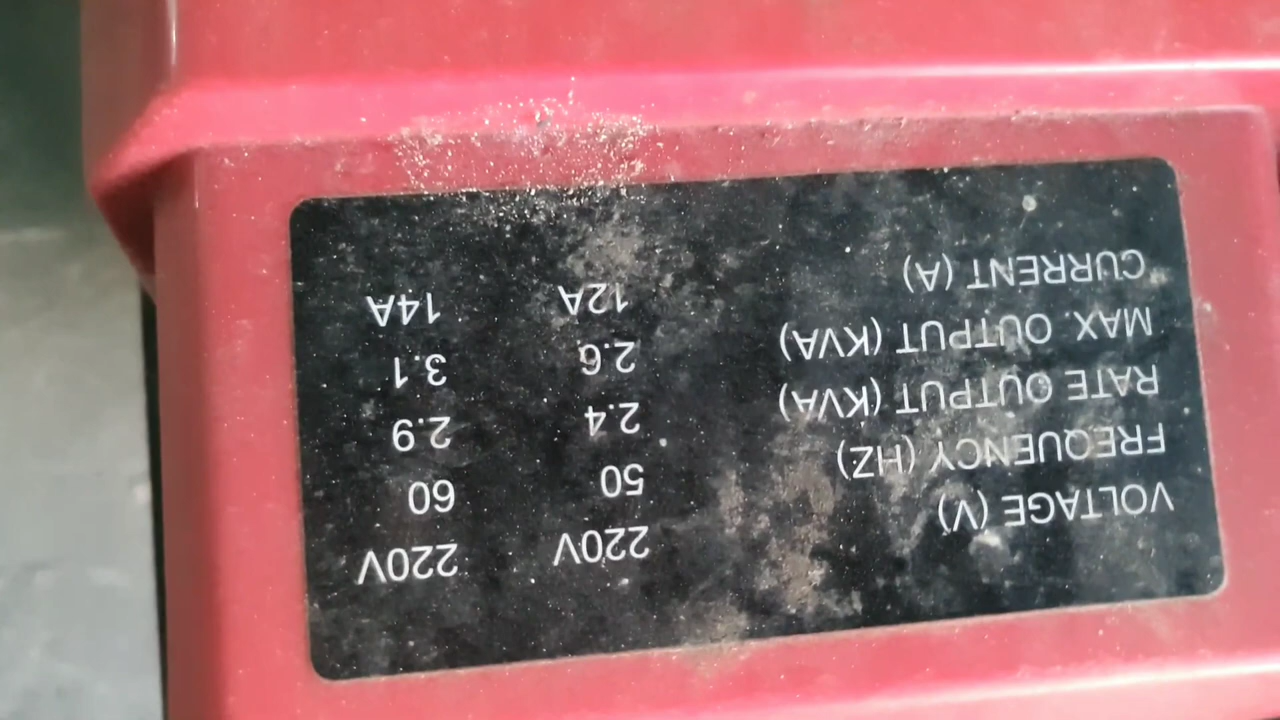 VOLTAGE (V) 220V 220V
FREQUENCY (HZ) 50 60
RATE OUTPUT (KVA) 2.4 2.9
MAX. OUTPUT (KVA) 2.6 3.1
CURRENT (A) 12A 14A